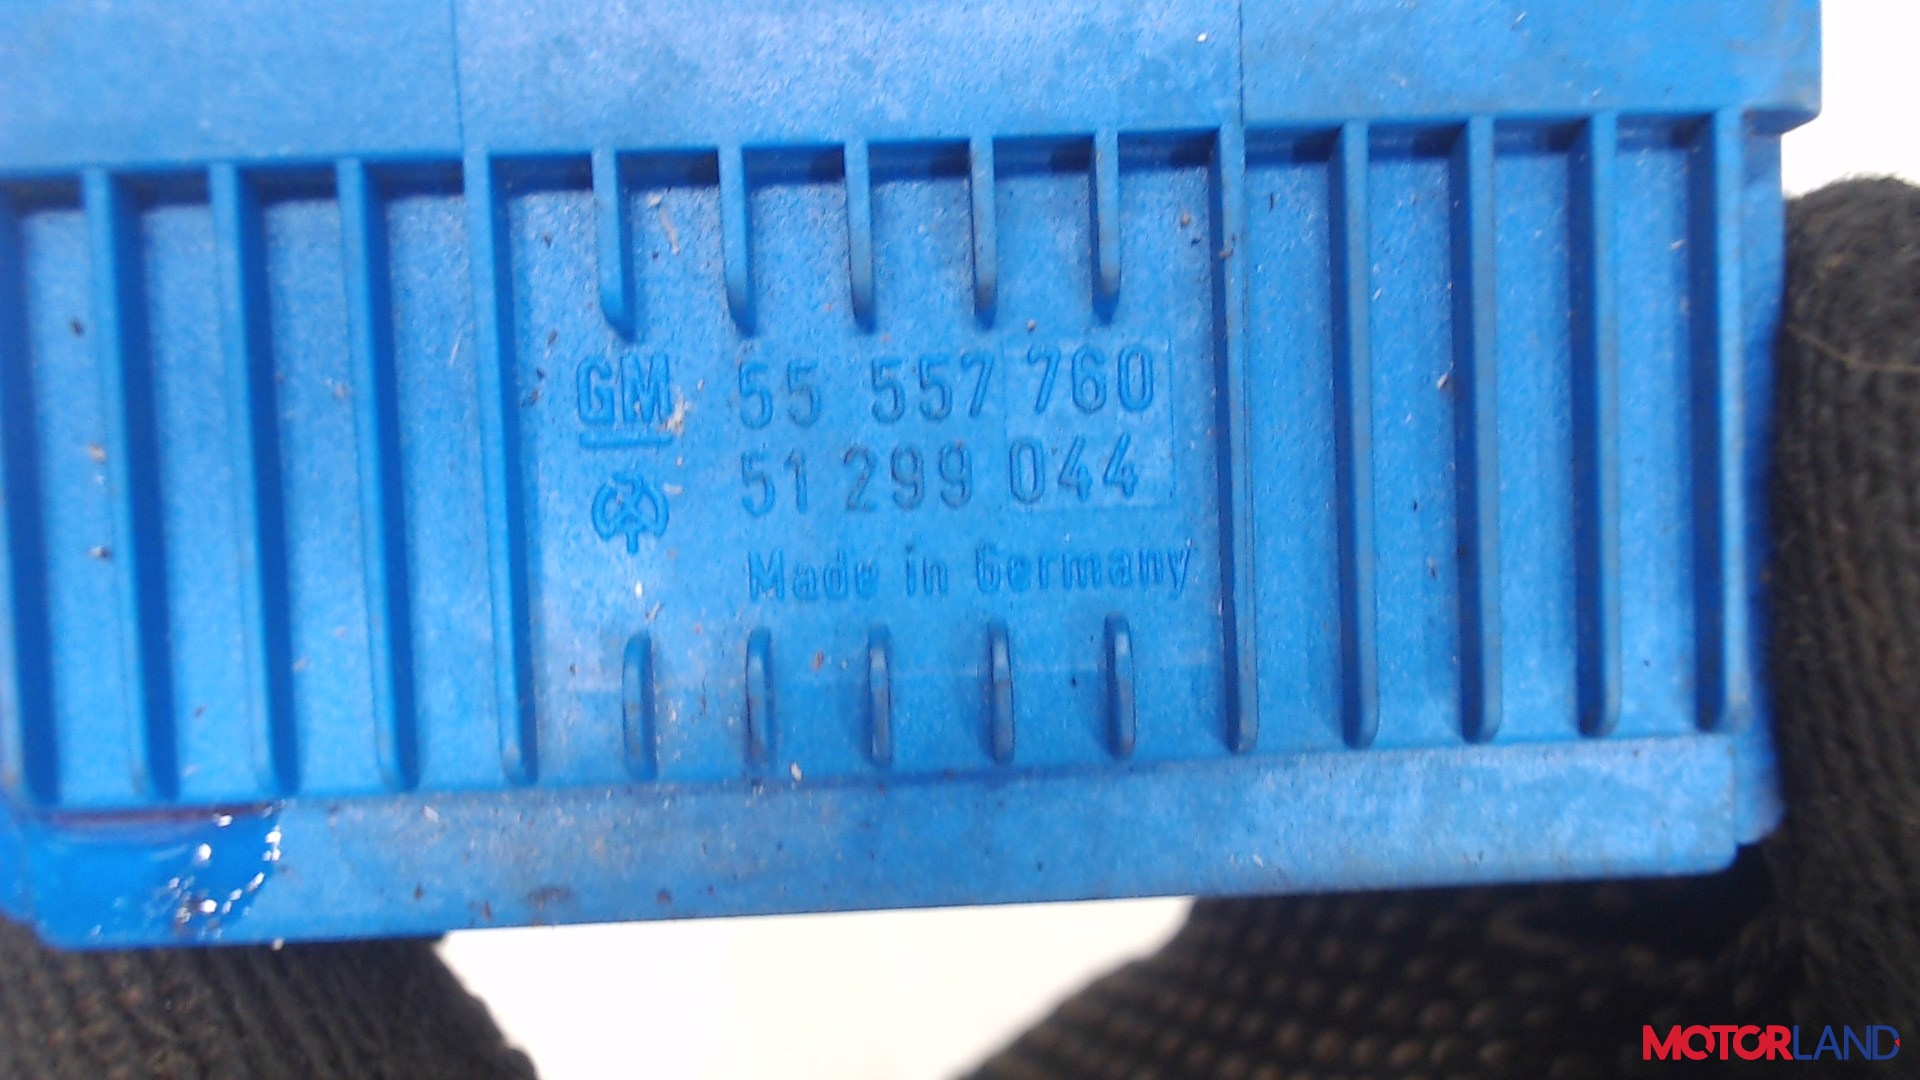 GM 55 557 760
51 299 044
Made in Germany
MOTORLAND